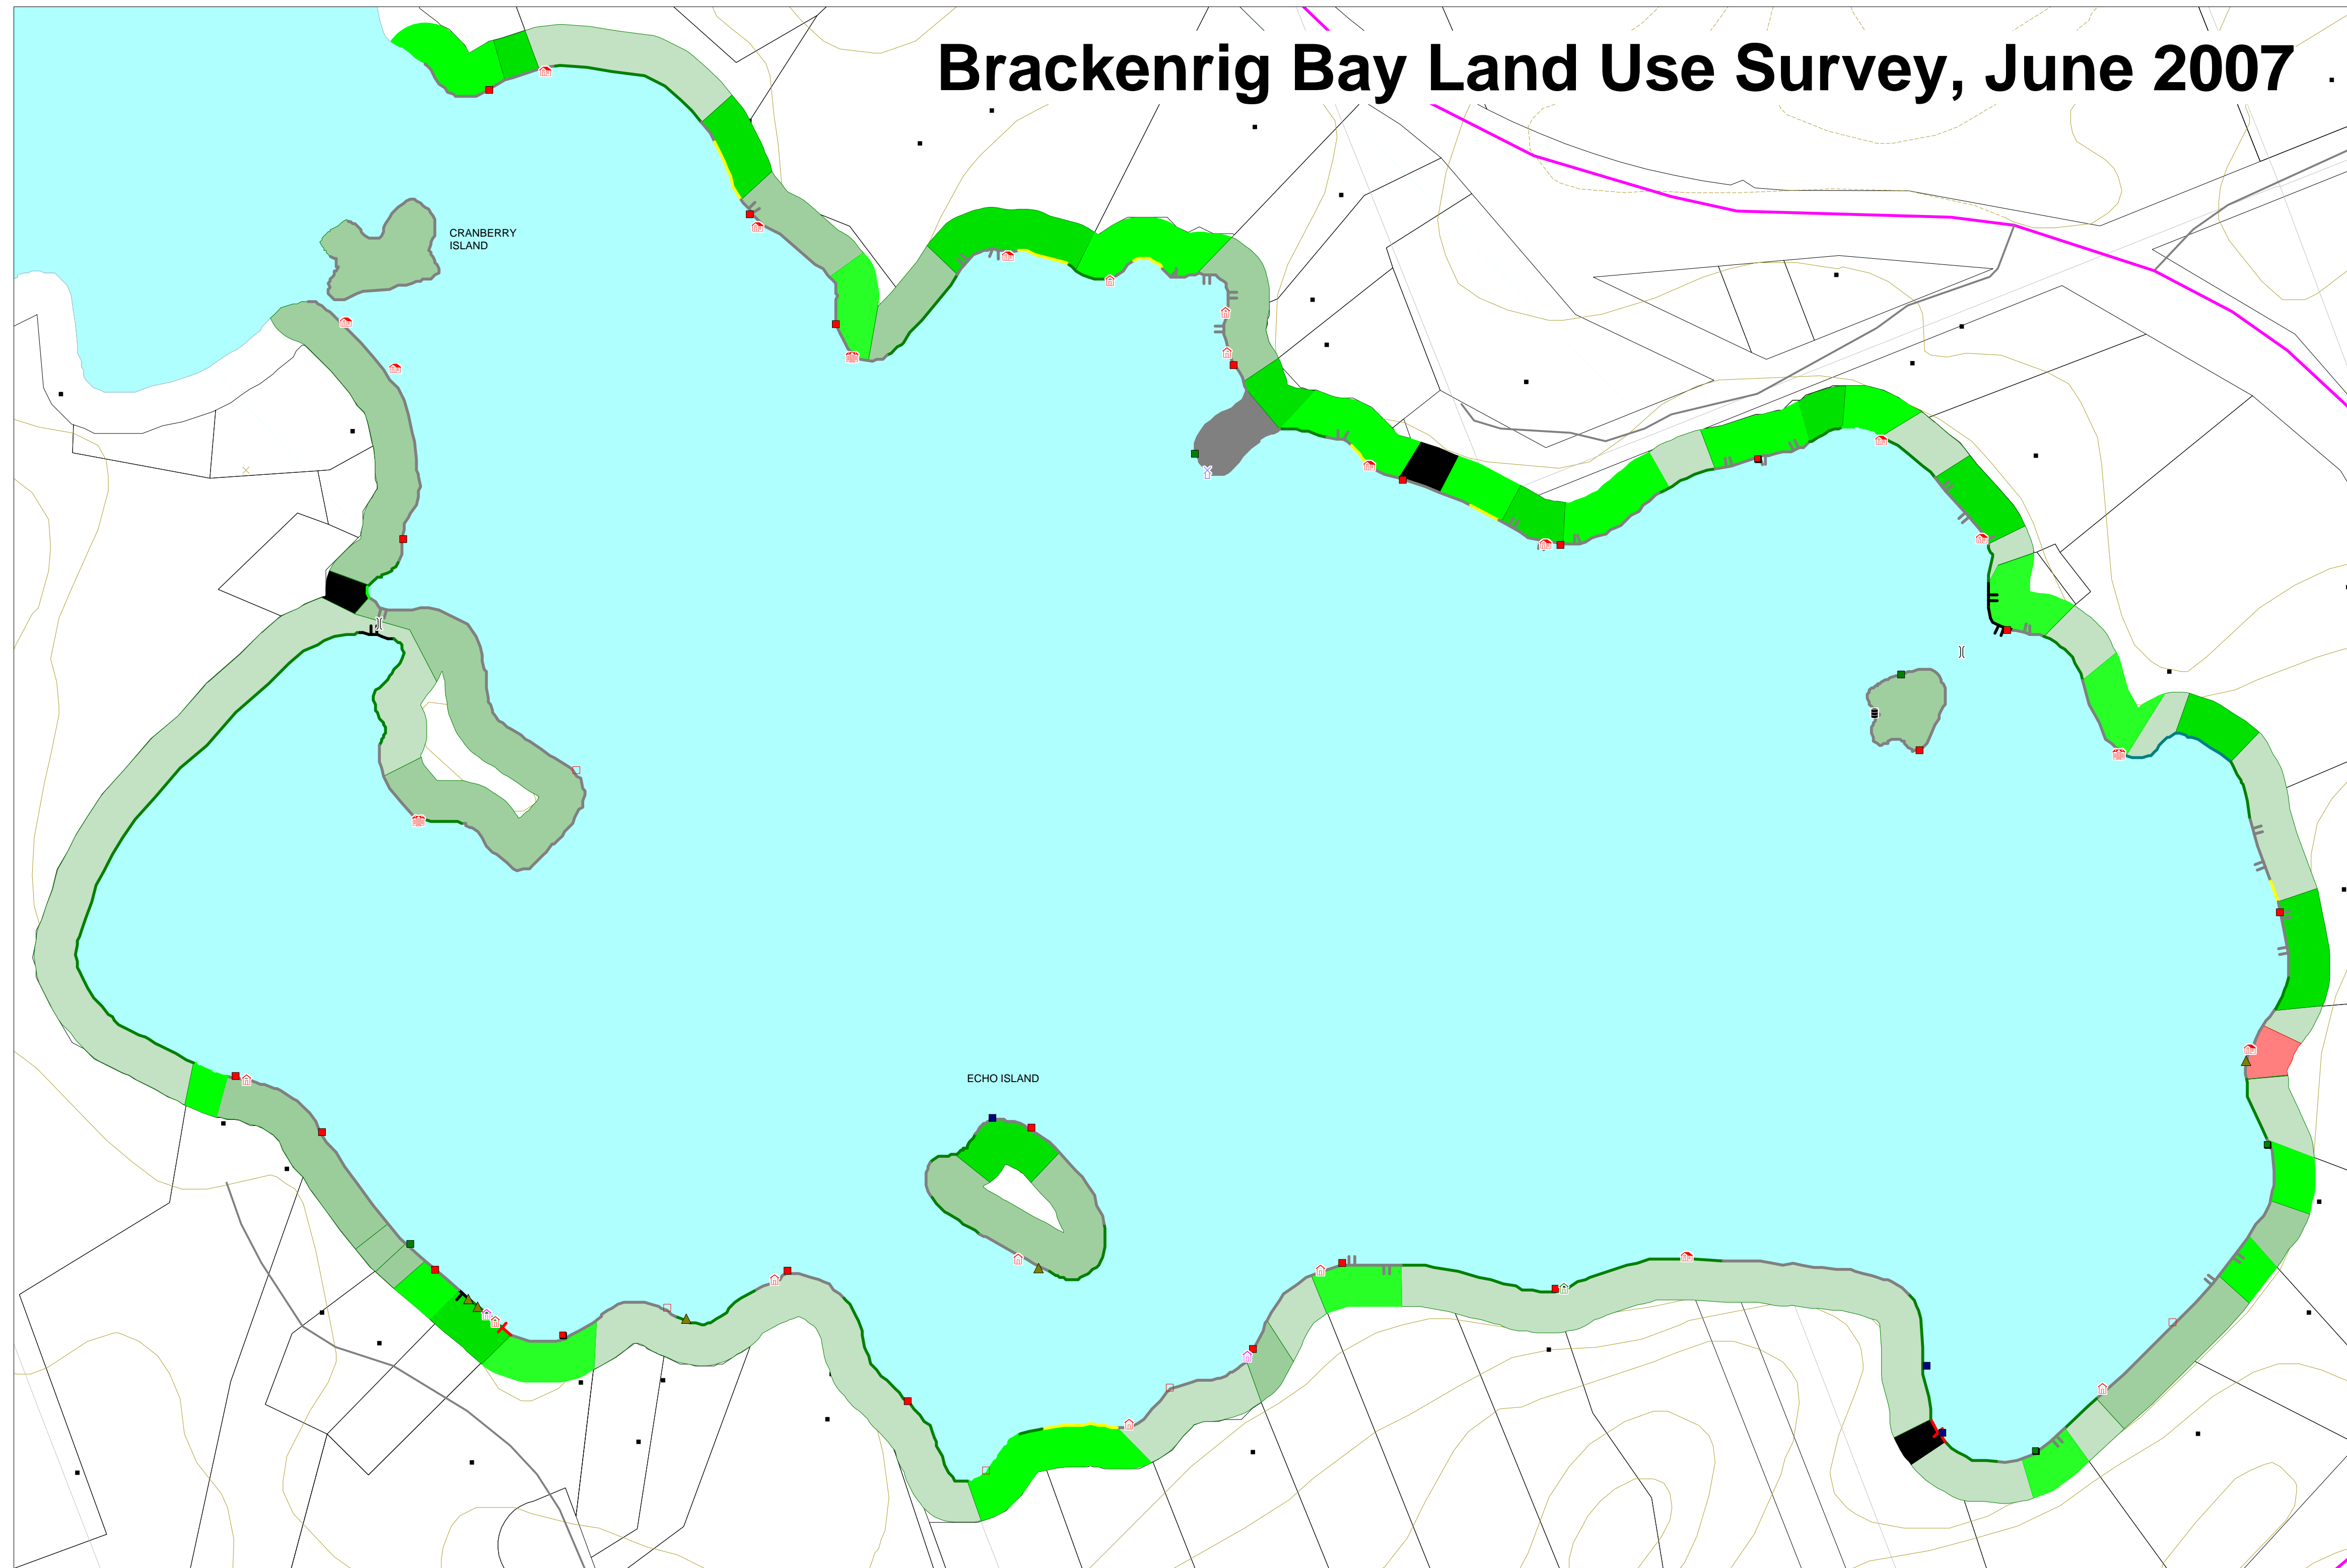 Brackenrig Bay Land Use Survey, June 2007
CRANBERRY
ISLAND
ECHO ISLAND